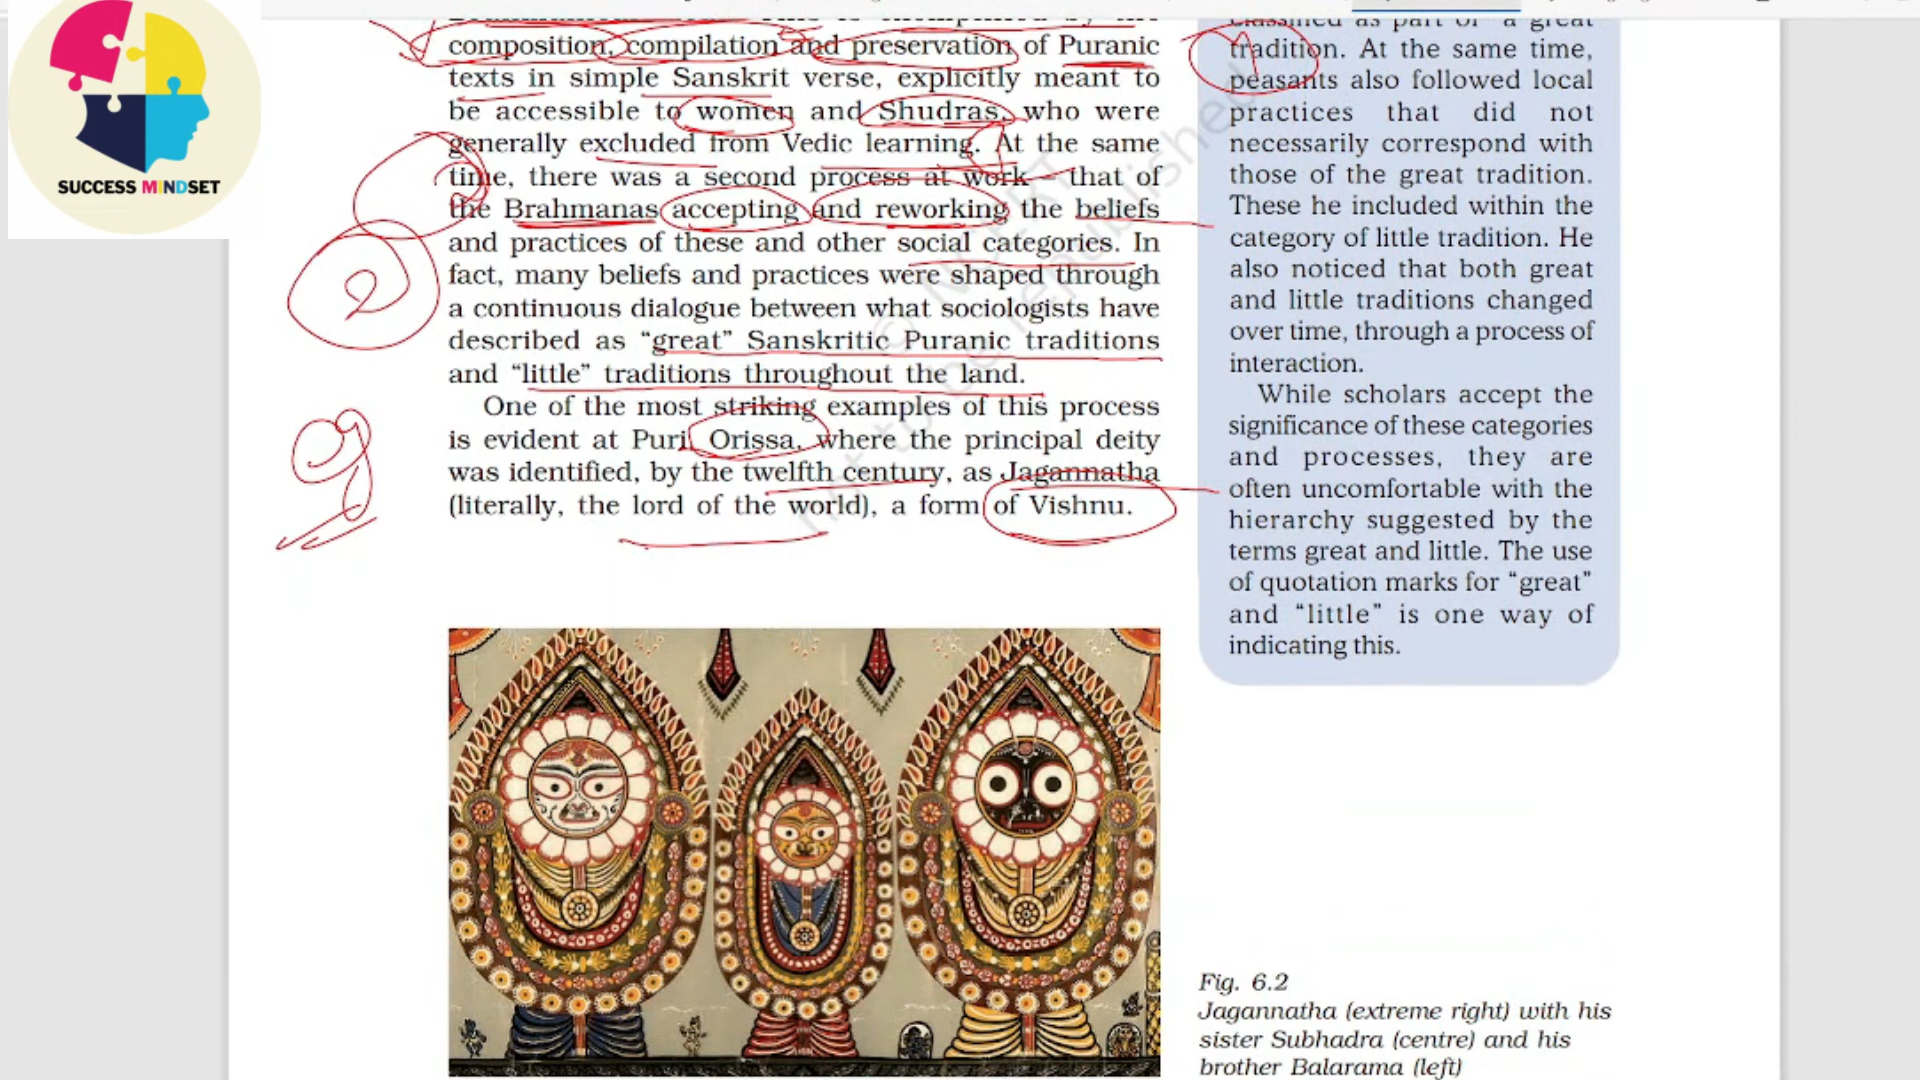 SUCCESS MINDSET
composition, compilation and preservation of Puranic
texts in simple Sanskrit verse, explicitly meant to
be accessible to women and Shudras, who were
generally excluded from Vedic learning. At the same
time, there was a second process at work – that of
the Brahmanas accepting and reworking the beliefs
and practices of these and other social categories. In
fact, many beliefs and practices were shaped through
a continuous dialogue between what sociologists have
described as “great” Sanskritic Puranic traditions
and “little” traditions throughout the land.
One of the most striking examples of this process
is evident at Puri, Orissa, where the principal deity
was identified, by the twelfth century, as Jagannatha
(literally, the lord of the world), a form of Vishnu.
2
classified as part of a great
tradition. At the same time,
peasants also followed local
practices that did not
necessarily correspond with
those of the great tradition.
These he included within the
category of little tradition. He
also noticed that both great
and little traditions changed
over time, through a process of
interaction.
While scholars accept the
significance of these categories
and processes, they are
often uncomfortable with the
hierarchy suggested by the
terms great and little. The use
of quotation marks for “great”
and “little” is one way of
indicating this.
Fig. 6.2
Jagannatha (extreme right) with his
sister Subhadra (centre) and his
brother Balarama (left)
© NCERT
not to be republished